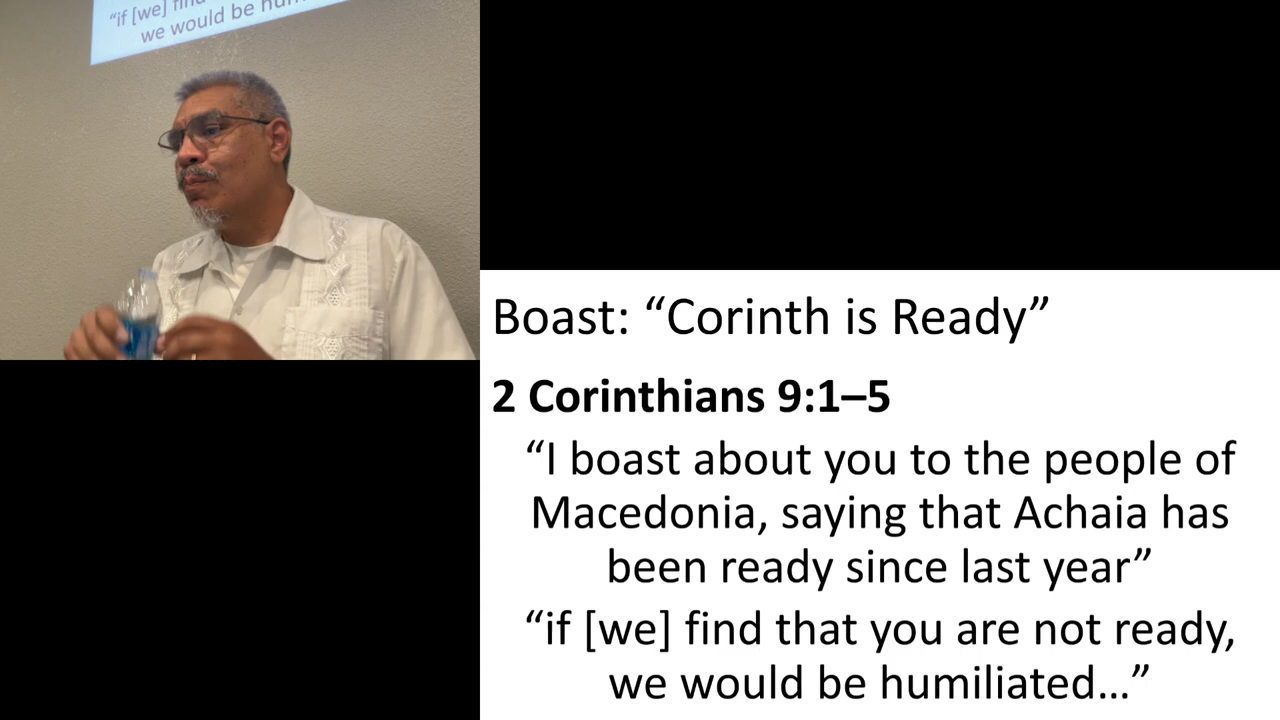 “if [we] find
we would be hum
Boast: “Corinth is Ready”
2 Corinthians 9:1–5
“I boast about you to the people of
Macedonia, saying that Achaia has
been ready since last year”
“if [we] find that you are not ready,
we would be humiliated…”